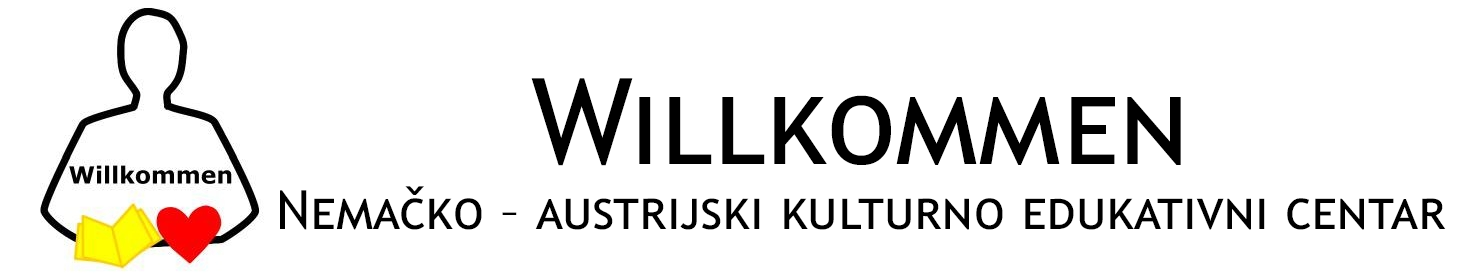 Willkommen
WILLKOMMEN
NEMAČKO - AUSTRIJSKI KULTURNO EDUKATIVNI CENTAR